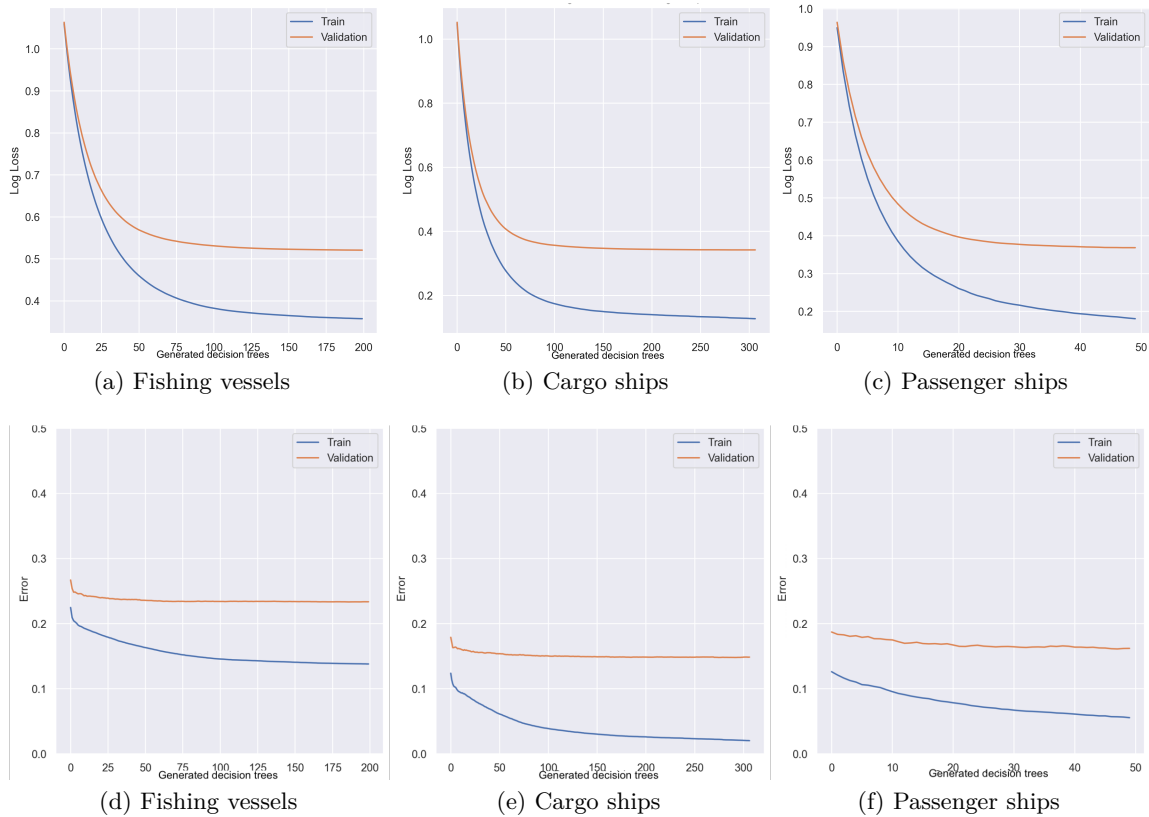 Train
Validation
Log Loss
1.0
0.9
0.8
0.7
0.6
0.5
0.4
0 25 50 75 100 125 150 175 200
Generated decision trees
(a) Fishing vessels
Train
Validation
Log Loss
1.0
0.8
0.6
0.4
0.2
0 50 100 150 200 250 300
Generated decision trees
(b) Cargo ships
Train
Validation
Log Loss
1.0
0.9
0.8
0.7
0.6
0.5
0.4
0.3
0.2
0 10 20 30 40 50
Generated decision trees
(c) Passenger ships
Train
Validation
Error
0.5
0.4
0.3
0.2
0.1
0.0
0 25 50 75 100 125 150 175 200
Generated decision trees
(d) Fishing vessels
Train
Validation
Error
0.5
0.4
0.3
0.2
0.1
0.0
0 50 100 150 200 250 300
Generated decision trees
(e) Cargo ships
Train
Validation
Error
0.5
0.4
0.3
0.2
0.1
0.0
0 10 20 30 40 50
Generated decision trees
(f) Passenger ships